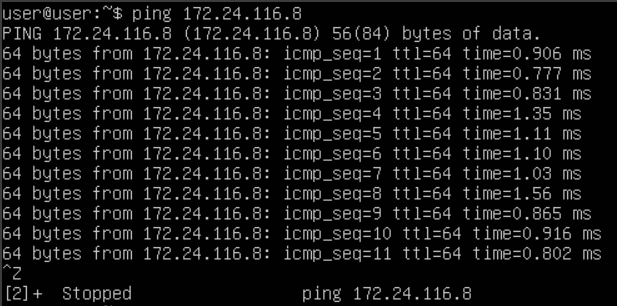 user@user:~$ ping 172.24.116.8
PING 172.24.116.8 (172.24.116.8) 56(84) bytes of data.
64 bytes from 172.24.116.8: icmp_seq=1 ttl=64 time=0.906 ms
64 bytes from 172.24.116.8: icmp_seq=2 ttl=64 time=0.777 ms
64 bytes from 172.24.116.8: icmp_seq=3 ttl=64 time=0.831 ms
64 bytes from 172.24.116.8: icmp_seq=4 ttl=64 time=1.35 ms
64 bytes from 172.24.116.8: icmp_seq=5 ttl=64 time=1.11 ms
64 bytes from 172.24.116.8: icmp_seq=6 ttl=64 time=1.10 ms
64 bytes from 172.24.116.8: icmp_seq=7 ttl=64 time=1.03 ms
64 bytes from 172.24.116.8: icmp_seq=8 ttl=64 time=1.56 ms
64 bytes from 172.24.116.8: icmp_seq=9 ttl=64 time=0.865 ms
64 bytes from 172.24.116.8: icmp_seq=10 ttl=64 time=0.916 ms
64 bytes from 172.24.116.8: icmp_seq=11 ttl=64 time=0.802 ms
^Z
[2]+  Stopped                 ping 172.24.116.8